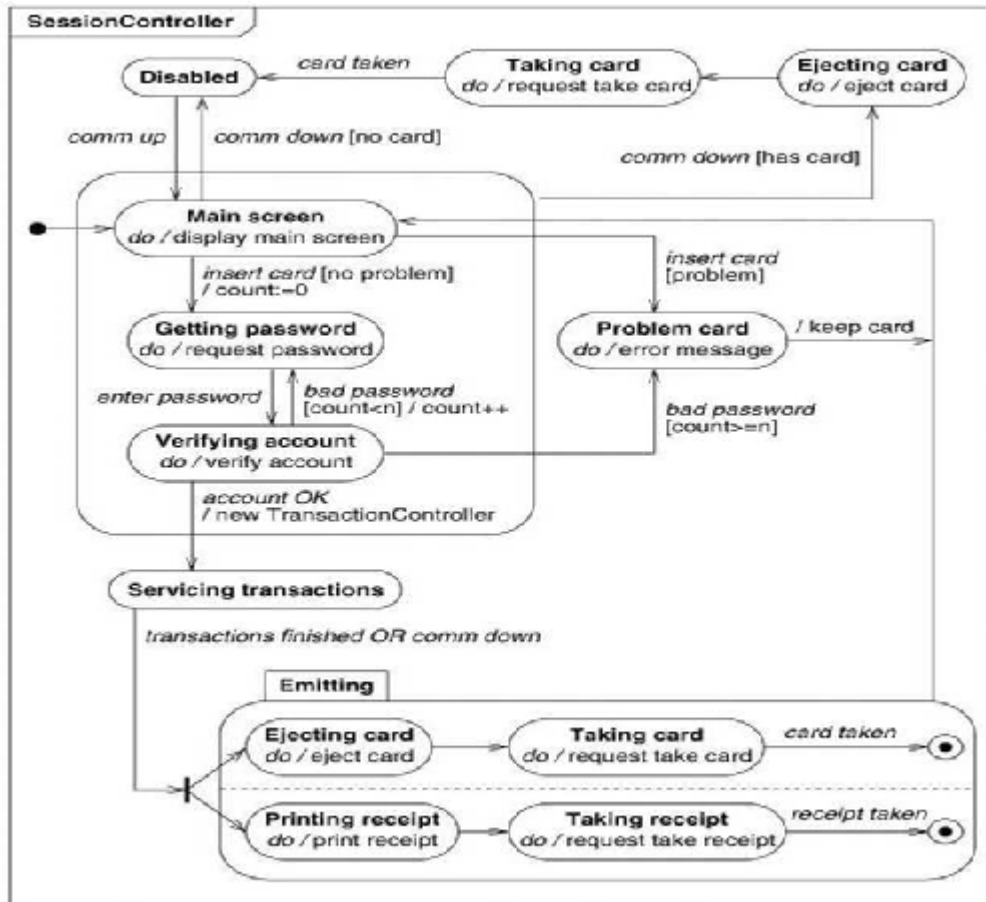 SessionController
Disabled
card taken
Taking card
do / request take card
Ejecting card
do / eject card
comm up
comm down [no card]
comm down [has card]
Main screen
do / display main screen
insert card [no problem]
/ count:=0
insert card
[problem]
Getting password
do / request password
Problem card
do / error message
/ keep card
enter password
bad password
[count<n] / count++
bad password
[count>=n]
Verifying account
do / verify account
account OK
/ new TransactionController
Servicing transactions
transactions finished OR comm down
Emitting
Ejecting card
do / eject card
Taking card
do / request take card
card taken
Printing receipt
do / print receipt
Taking receipt
do / request take receipt
receipt taken